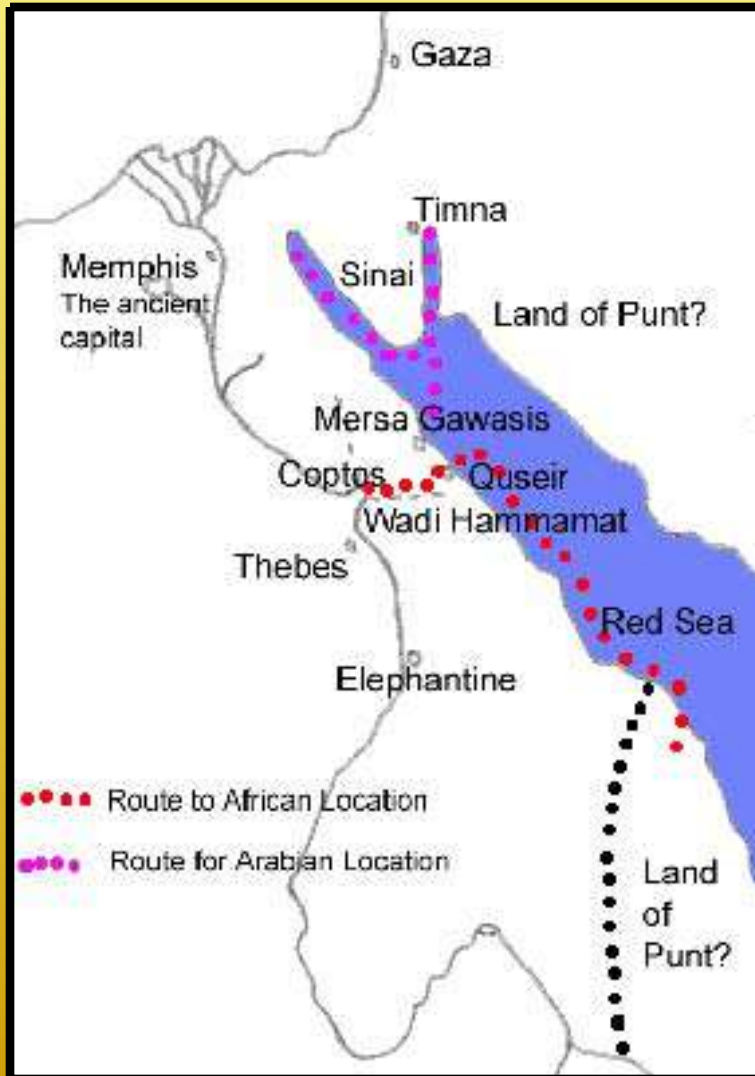 Gaza
Timna
Memphis
The ancient
capital
Sinai
Land of Punt?
Mersa Gawasis
Coptos
Quseir
Wadi Hammamat
Thebes
Red Sea
Elephantine
Route to African Location
Route for Arabian Location
Land
of
Punt?